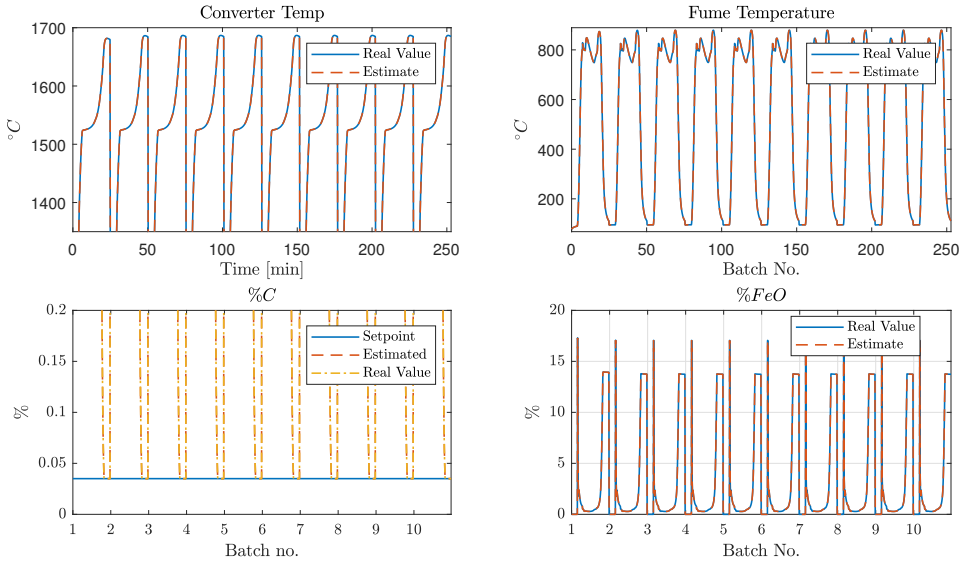 Converter Temp
1700
1600
1500
1400
°C
Real Value
Estimate
0 50 100 150 200 250
Time [min]
Fume Temperature
800
600
400
200
°C
Real Value
Estimate
0 50 100 150 200 250
Batch No.
%C
0.2
0.15
0.1
0.05
0
%
Setpoint
Estimated
Real Value
1 2 3 4 5 6 7 8 9 10
Batch no.
%FeO
20
15
10
5
0
%
Real Value
Estimate
1 2 3 4 5 6 7 8 9 10
Batch No.